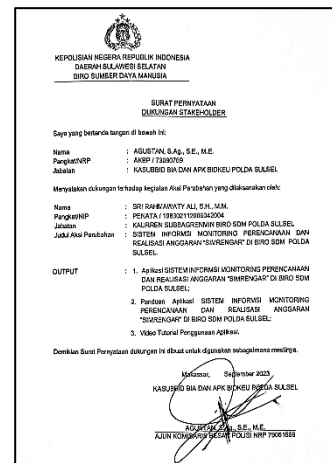 KEPOLISIAN NEGARA REPUBLIK INDONESIA
DAERAH SULAWESI SELATAN
BIRO SUMBER DAYA MANUSIA
SURAT PERNYATAAN
DUKUNGAN STAKEHOLDER
Saya yang bertanda tangan di bawah ini:
Nama : AGUSTAN, S.Ag., S.E., M.E.
Pangkat/NRP : AKBP /
Jabatan : KASUBBID BIA DAN APK BIDKEU POLDA SULSEL
Menyatakan dukungan terhadap kegiatan Aksi Perubahan yang dilaksanakan oleh:
Nama : SRI RAHMAWATY ALI, S.H., M.M.
Pangkat/NIP : PENATA / 198302112006042004
Jabatan : KAURREN SUBBAGRENMIN BIRO SDM POLDA SULSEL
Judul Aksi Perubahan : SISTEM INFORMSI MONITORING PERENCANAAN DAN
REALISASI ANGGARAN "SIMRENGAR" DI BIRO SDM POLDA
SULSEL.
OUTPUT : 1. Aplikasi SISTEM INFORMSI MONITORING PERENCANAAN
DAN REALISASI ANGGARAN "SIMRENGAR" DI BIRO SDM
POLDA SULSEL;
2. Panduan Aplikasi SISTEM INFORMSI MONITORING
PERENCANAAN DAN REALISASI ANGGARAN
"SIMRENGAR" DI BIRO SDM POLDA SULSEL;
3. Video Tutorial Penggunaan Aplikasi.
Demikian Surat Pernyataan dukungan ini dibuat untuk digunakan sebagaimana mestinya.
Makassar, September 2023
KASUBBID BIA DAN APK BIDKEU POLDA SULSEL
AGUSTAN, S.Ag., S.E., M.E.
AJUN KOMISARIS BESAR POLISI NRP